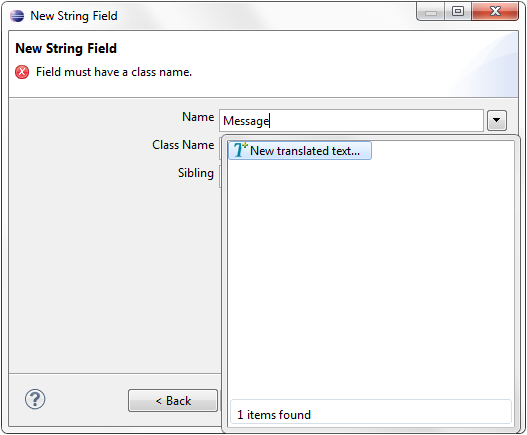 New String Field
New String Field
Field must have a class name.
Name Message
New translated text...
Class Name
Sibling
1 items found
? < Back